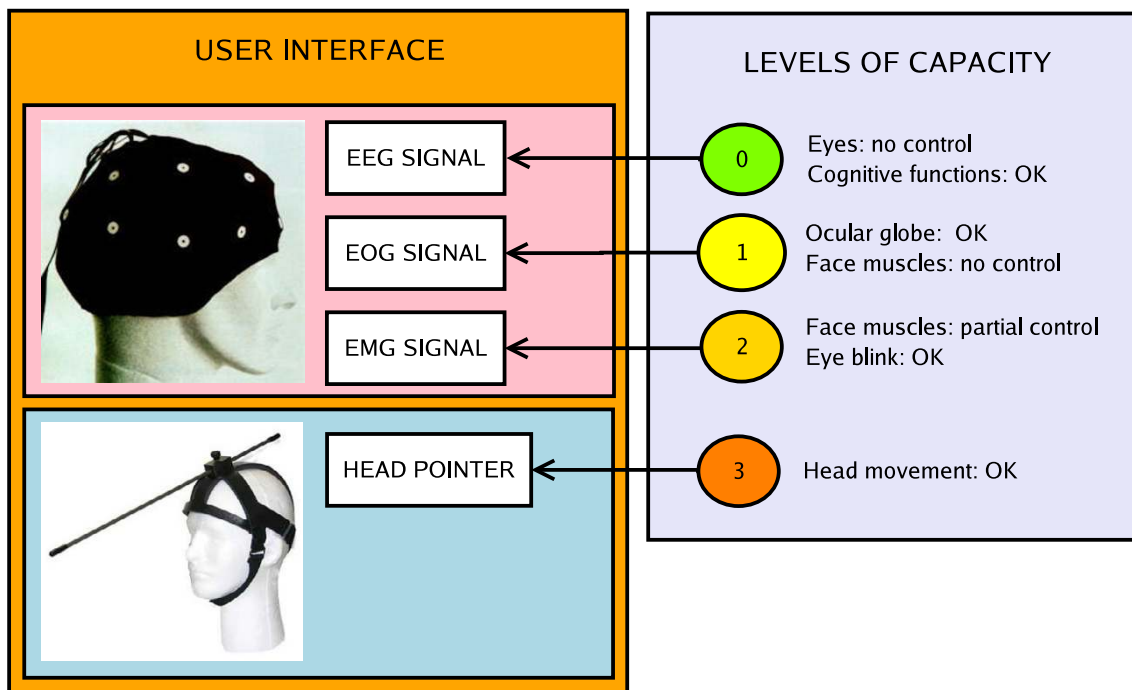 USER INTERFACE
EEG SIGNAL
EOG SIGNAL
EMG SIGNAL
HEAD POINTER
LEVELS OF CAPACITY
0
Eyes: no control
Cognitive functions: OK
1
Ocular globe: OK
Face muscles: no control
2
Face muscles: partial control
Eye blink: OK
3
Head movement: OK